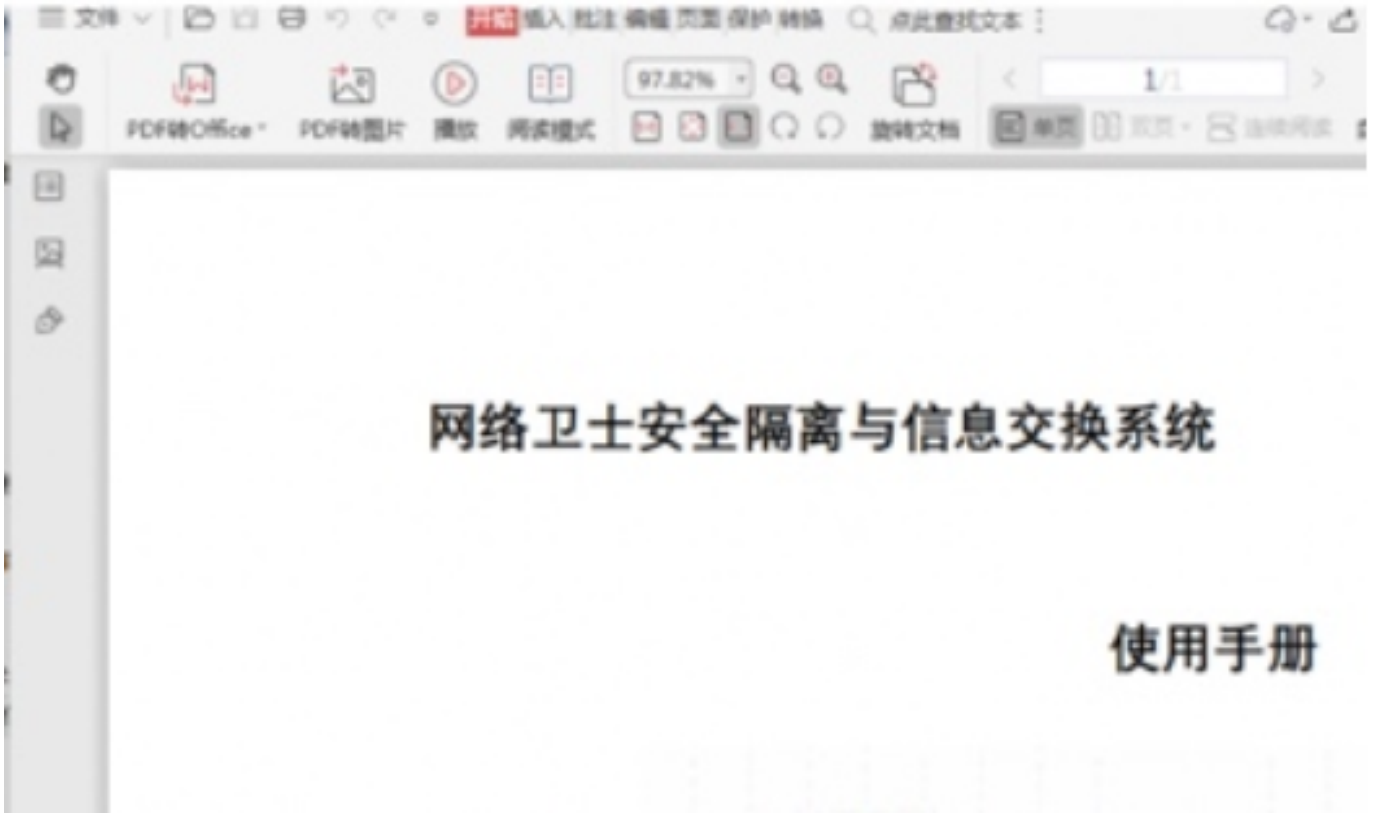 文件
开始 插入 批注 编辑 页面 保护 转换 点此查找文本
97.82% 1/1
PDF转Office PDF转图片 播放 阅读模式 旋转文档 单页 双页 连续阅读
网络卫士安全隔离与信息交换系统
使用手册